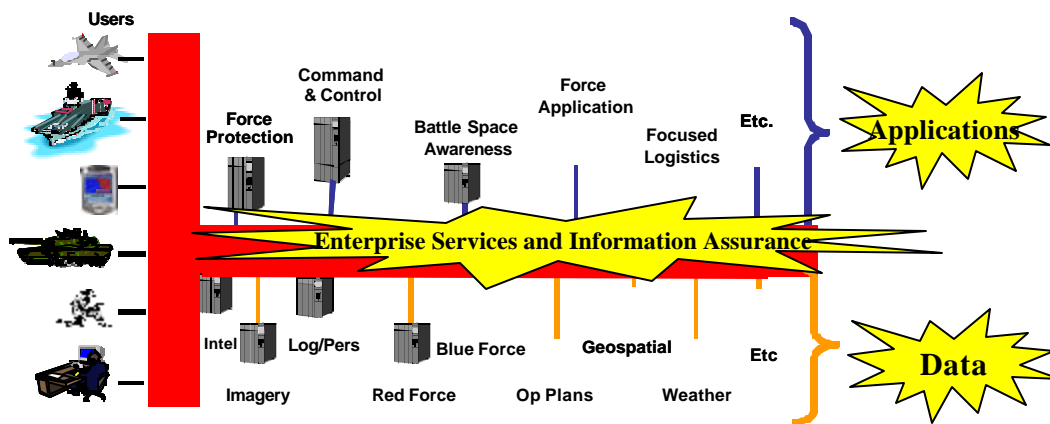 Users
Command
& Control
Force
Protection
Battle Space
Awareness
Force
Application
Focused
Logistics
Etc.
Applications
Enterprise Services and Information Assurance
Intel
Log/Pers
Blue Force
Geospatial
Etc
Imagery
Red Force
Op Plans
Weather
Data